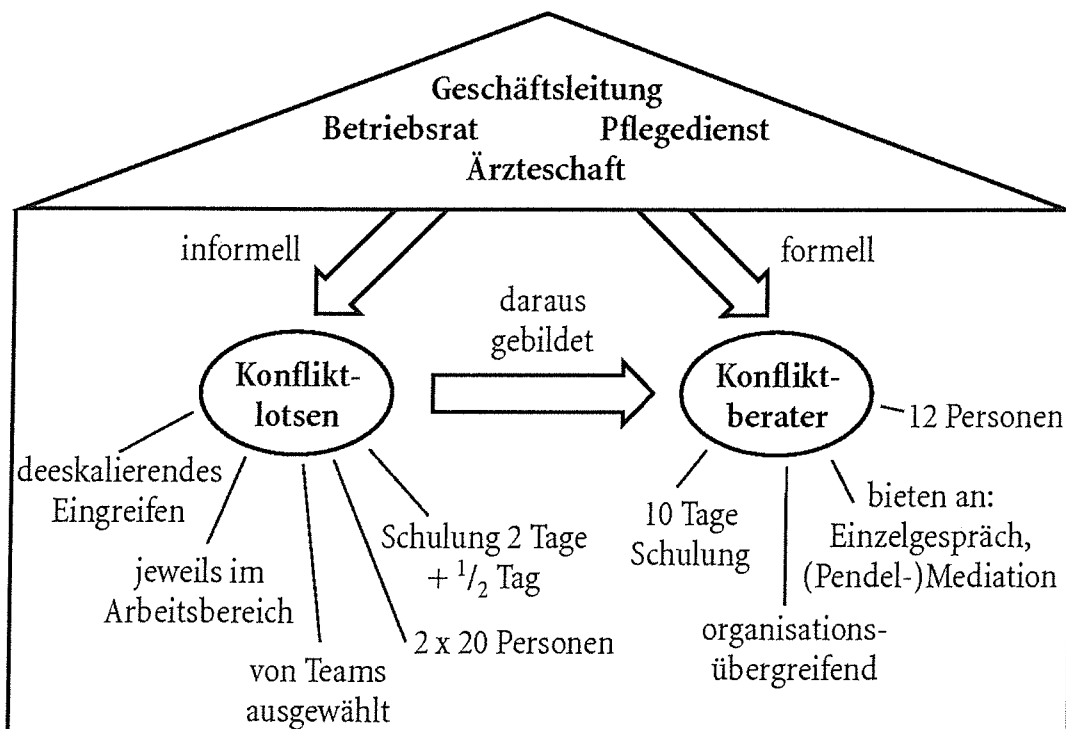 Geschäftsleitung
Betriebsrat Pflegedienst
Ärzteschaft
informell
formell
daraus
gebildet
Konflikt-
lotsen
Konflikt-
berater
12 Personen
deeskalierendes
Eingreifen
jeweils im
Arbeitsbereich
von Teams
ausgewählt
2 x 20 Personen
Schulung 2 Tage
+ 1/2 Tag
10 Tage
Schulung
organisations-
übergreifend
bieten an:
Einzelgespräch,
(Pendel-)Mediation